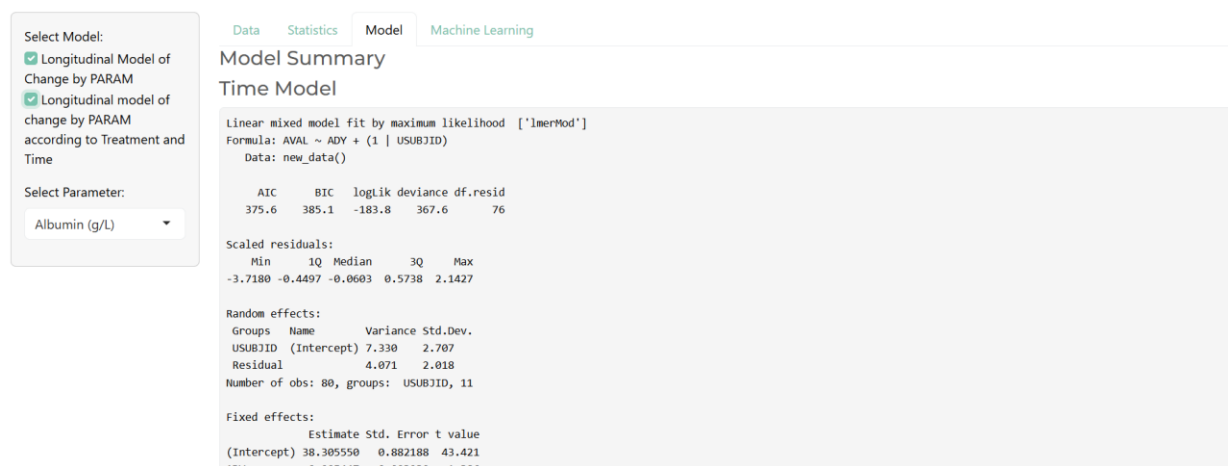 Select Model:
Longitudinal Model of
Change by PARAM
Longitudinal model of
change by PARAM
according to Treatment and
Time
Select Parameter:
Albumin (g/L)
Data Statistics Model Machine Learning
Model Summary
Time Model
Linear mixed model fit by maximum likelihood ['lmerMod']
Formula: AVAL ~ ADY + (1 | USUBJID)
Data: new_data()
AIC BIC logLik deviance df.resid
375.6 385.1 -183.8 367.6 76
Scaled residuals:
Min 1Q Median 3Q Max
-3.7180 -0.4497 -0.0603 0.5738 2.1427
Random effects:
Groups Name Variance Std.Dev.
USUBJID (Intercept) 7.330 2.707
Residual 4.071 2.018
Number of obs: 80, groups: USUBJID, 11
Fixed effects:
Estimate Std. Error t value
(Intercept) 38.305550 0.882188 43.421